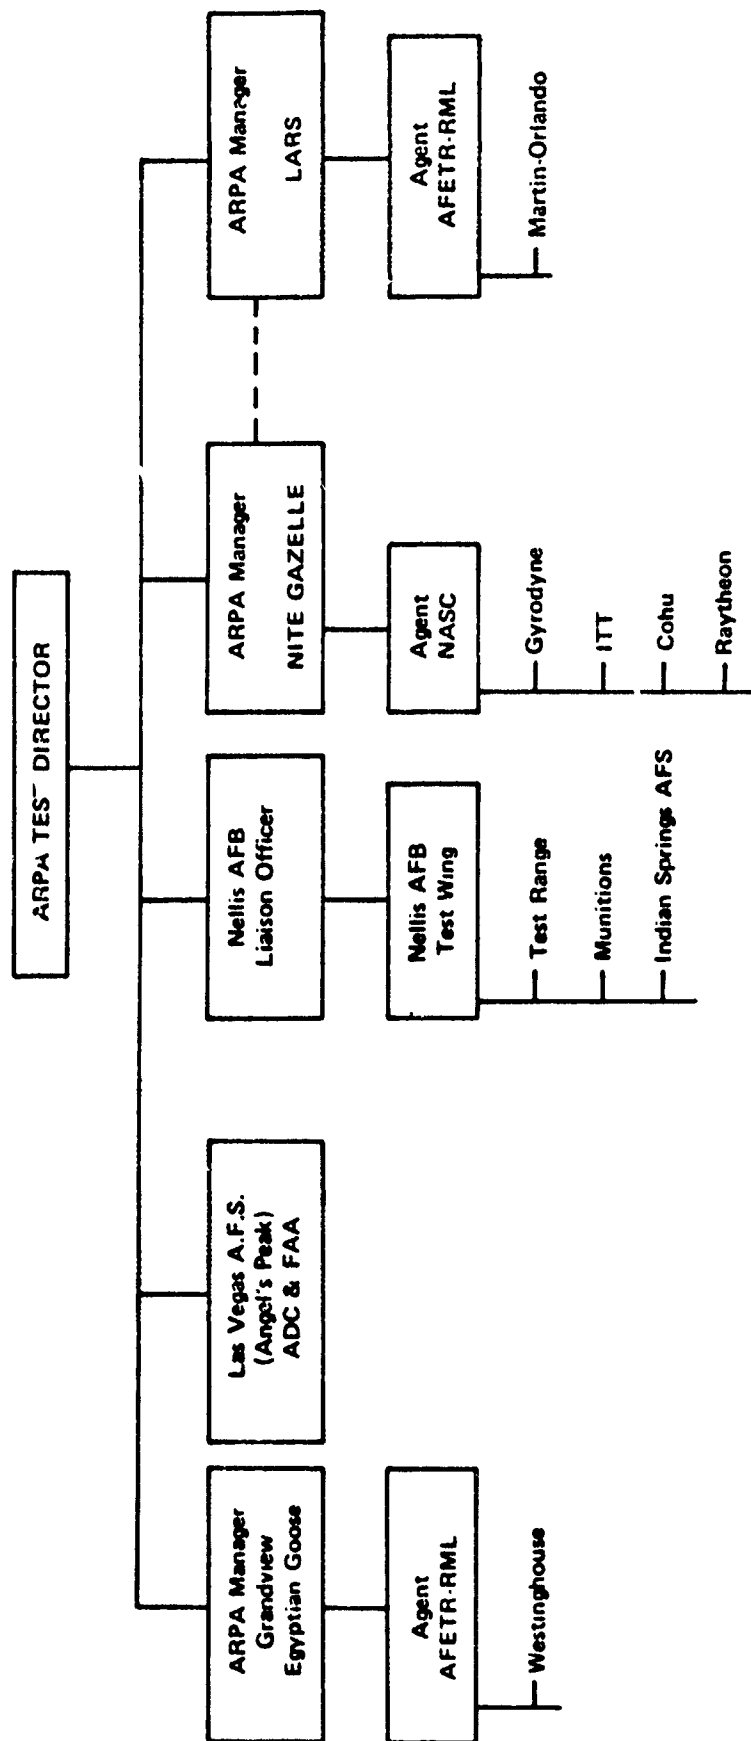 ARPA TEST DIRECTOR
ARPA Manager
Grandview
Egyptian Goose
Las Vegas A.F.S.
(Angel's Peak)
ADC & FAA
Nellis AFB
Liaison Officer
ARPA Manager
NITE GAZELLE
ARPA Manager
LARS
Agent
AFETR-RML
Nellis AFB
Test Wing
Agent
NASC
Agent
AFETR-RML
Westinghouse
Test Range
Munitions
Indian Springs AFS
Gyrodyne
ITT
Cohu
Raytheon
Martin-Orlando